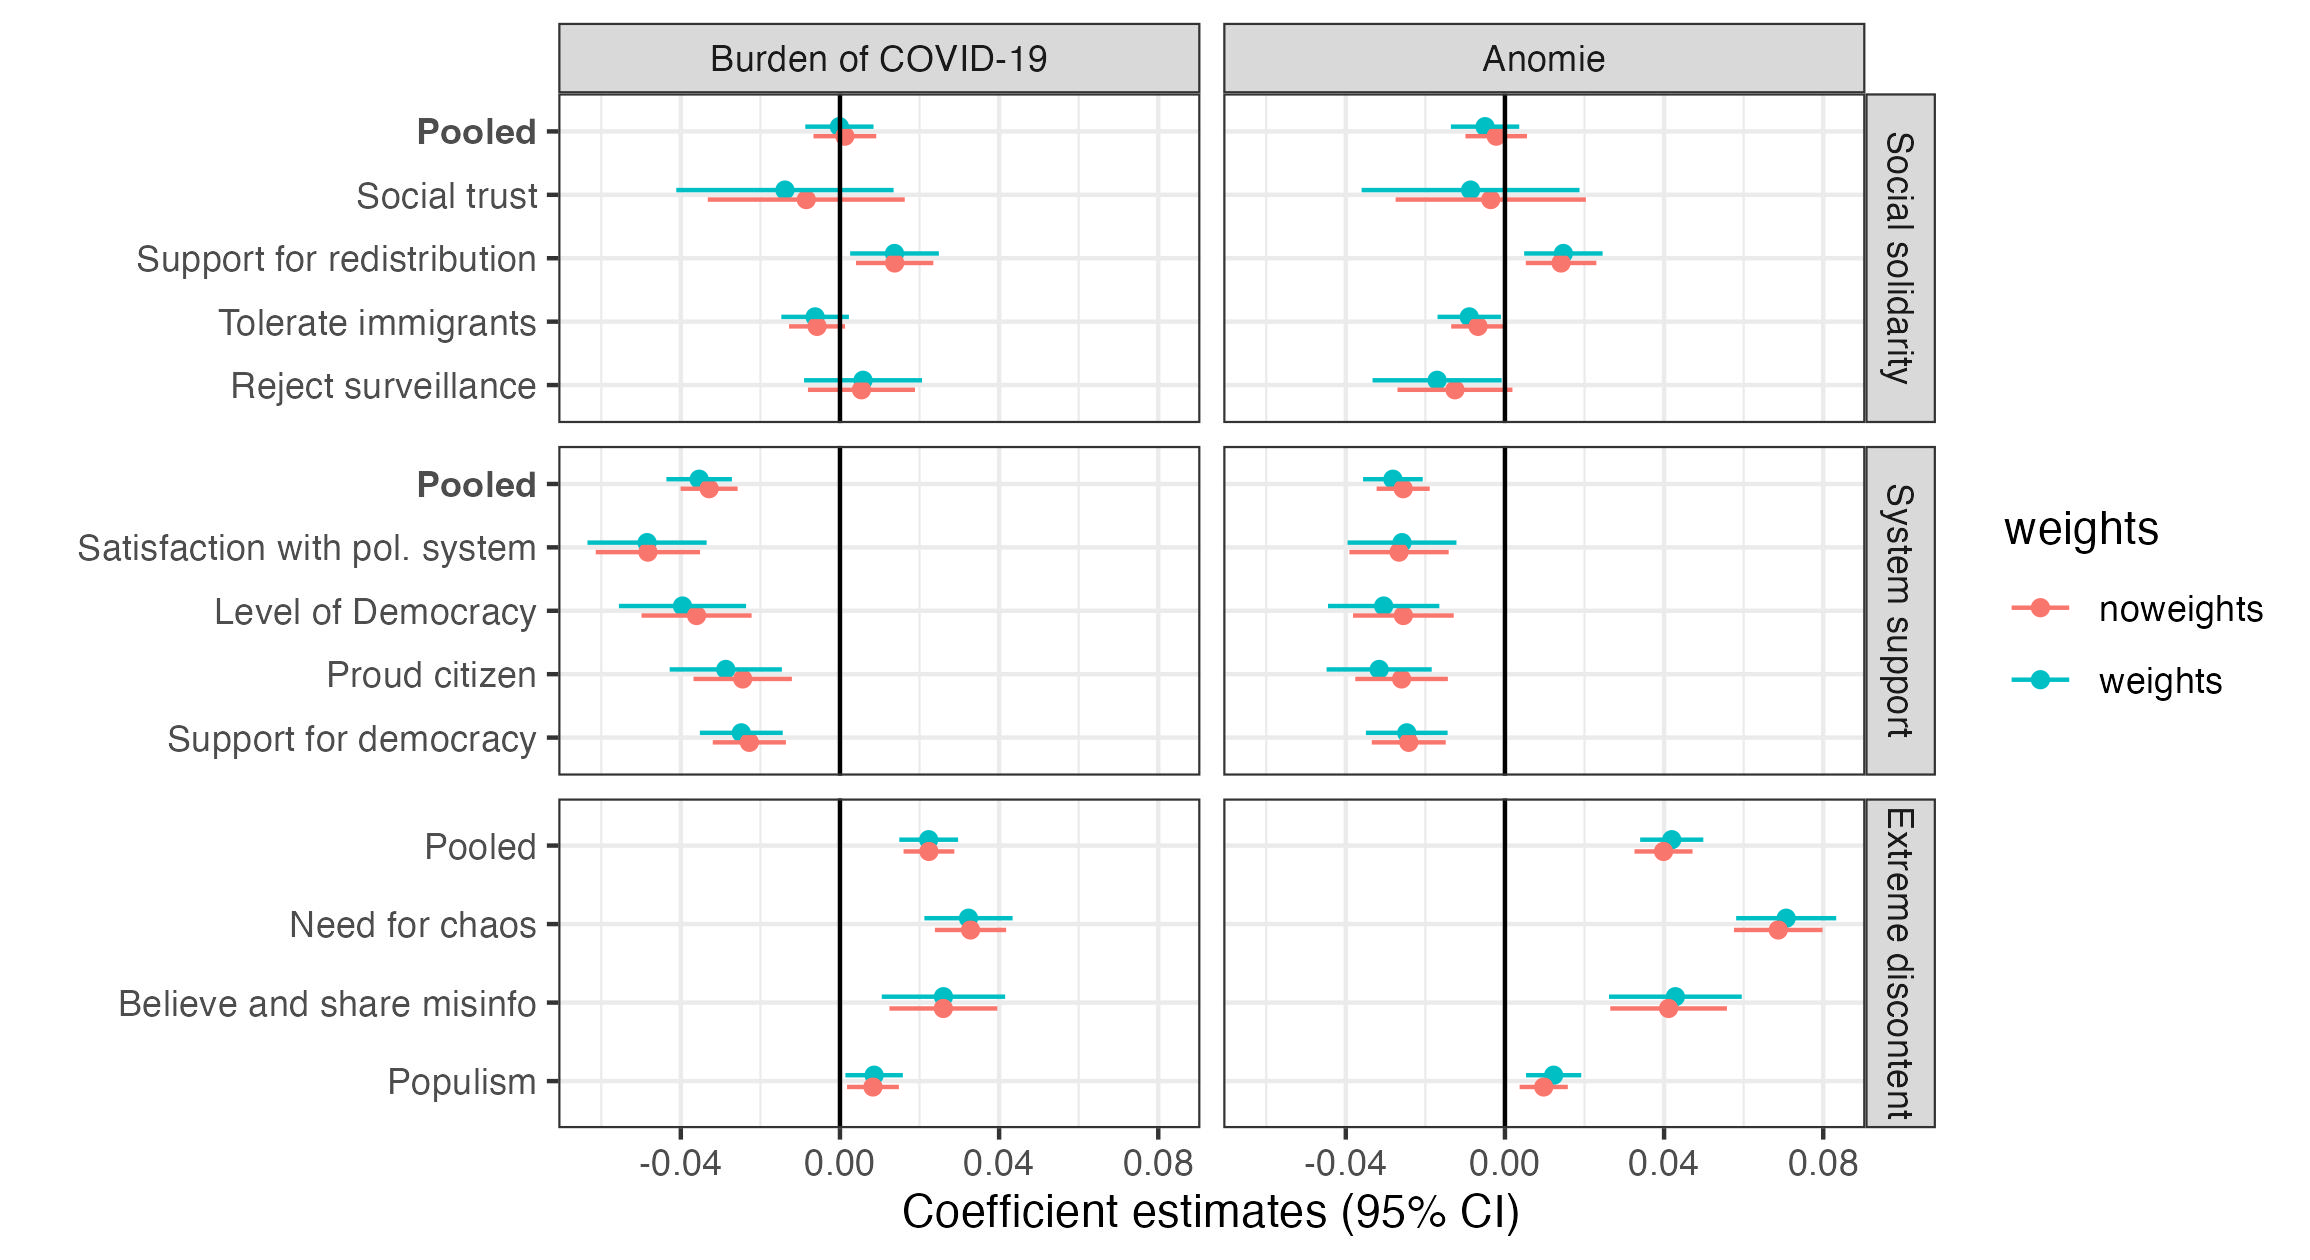 Burden of COVID-19
Anomie
Pooled
Social trust
Support for redistribution
Tolerate immigrants
Reject surveillance
Social solidarity
Pooled
Satisfaction with pol. system
Level of Democracy
Proud citizen
Support for democracy
System support
Pooled
Need for chaos
Believe and share misinfo
Populism
Extreme discontent
-0.04 0.00 0.04 0.08
-0.04 0.00 0.04 0.08
Coefficient estimates (95% CI)
weights
noweights
weights